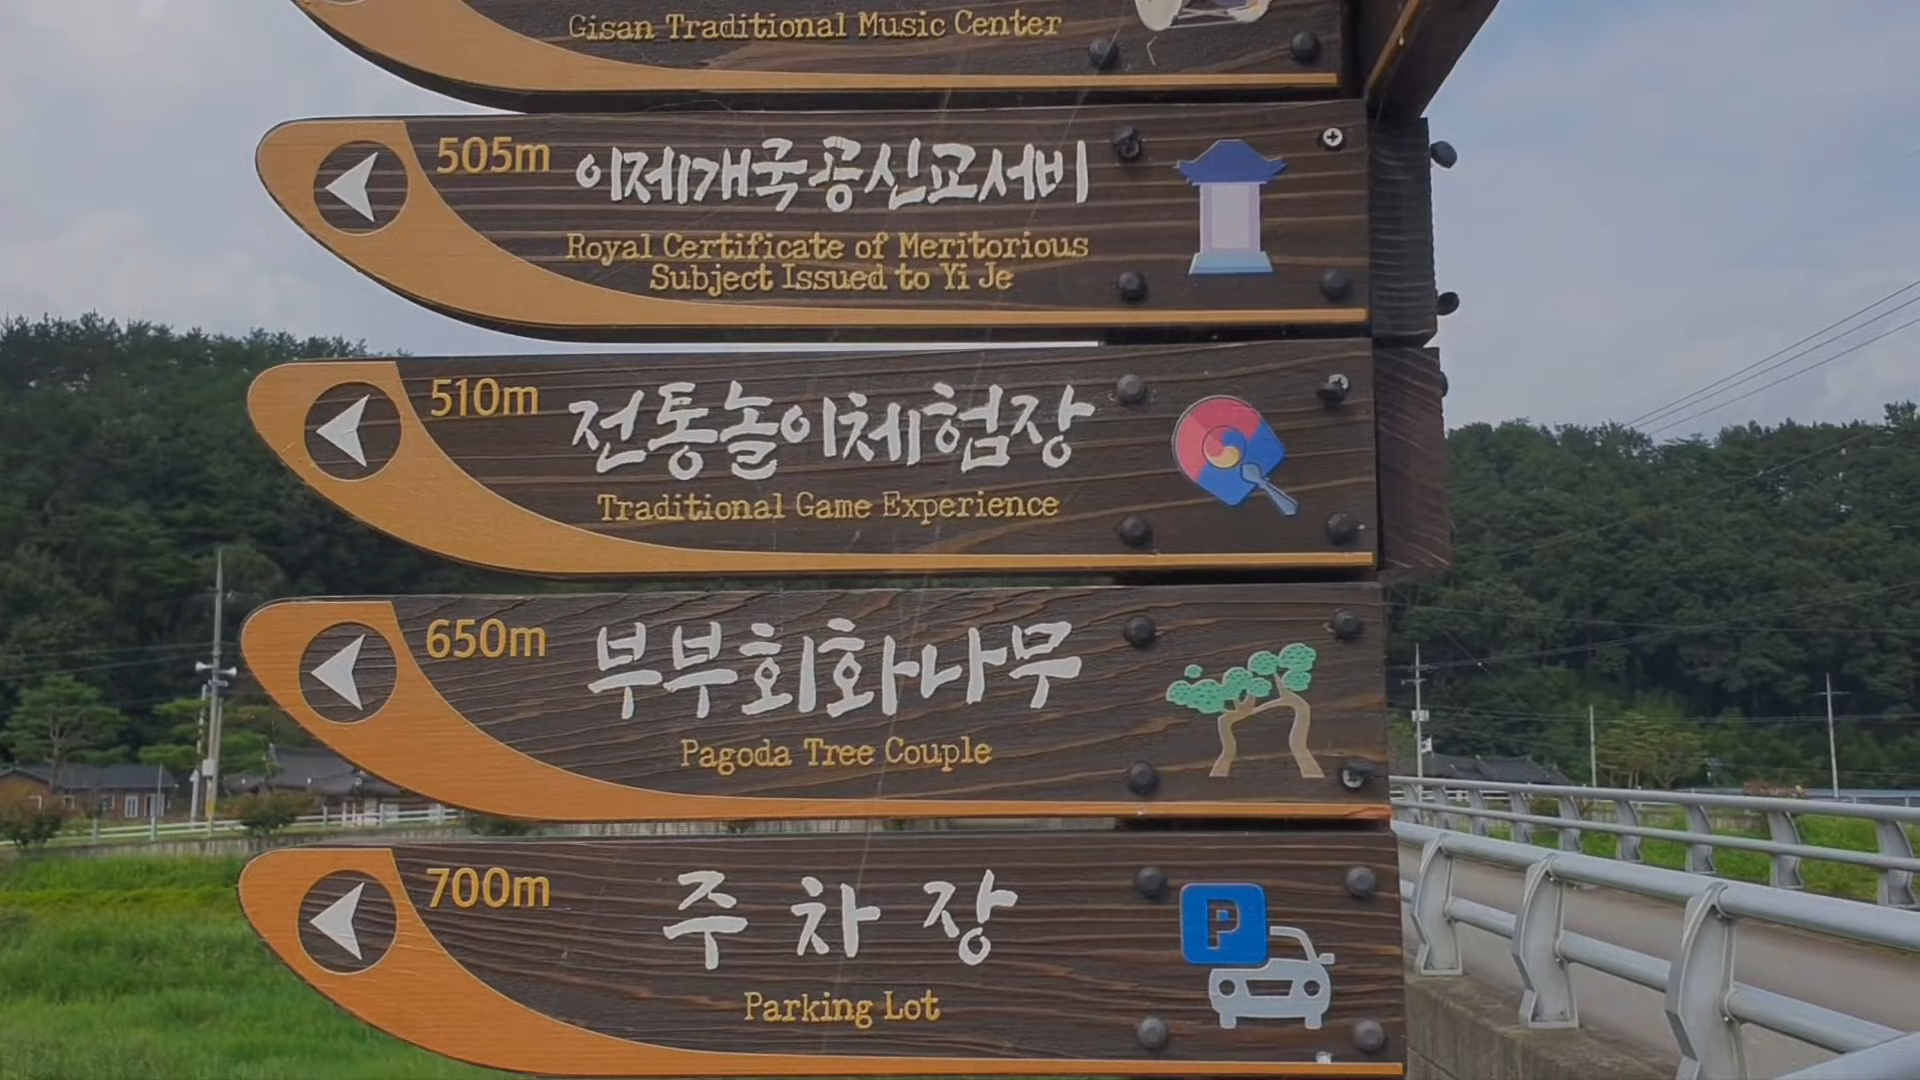 Gisan Traditional Music Center
505m
이제개국공신교서비
Royal Certificate of Meritorious
Subject Issued to Yi Je
510m
전통놀이체험장
Traditional Game Experience
650m
부부회화나무
Pagoda Tree Couple
700m
주 차 장
P
Parking Lot